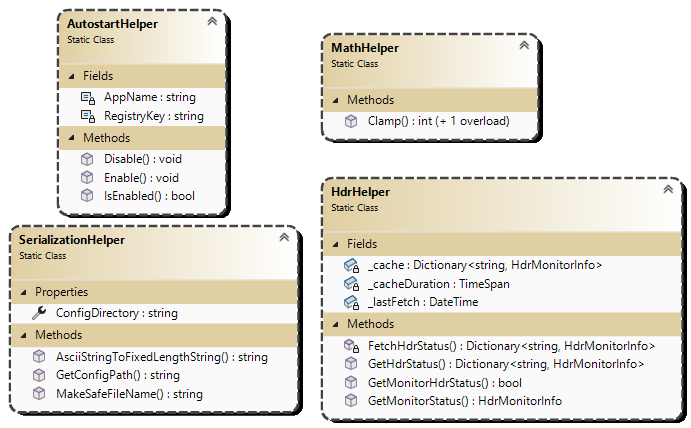 AutostartHelper
Static Class
Fields
AppName : string
RegistryKey : string
Methods
Disable() : void
Enable() : void
IsEnabled() : bool
MathHelper
Static Class
Methods
Clamp() : int (+ 1 overload)
SerializationHelper
Static Class
Properties
ConfigDirectory : string
Methods
AsciiStringToFixedLengthString() : string
GetConfigPath() : string
MakeSafeFileName() : string
HdrHelper
Static Class
Fields
_cache : Dictionary<string, HdrMonitorInfo>
_cacheDuration : TimeSpan
_lastFetch : DateTime
Methods
FetchHdrStatus() : Dictionary<string, HdrMonitorInfo>
GetHdrStatus() : Dictionary<string, HdrMonitorInfo>
GetMonitorHdrStatus() : bool
GetMonitorStatus() : HdrMonitorInfo